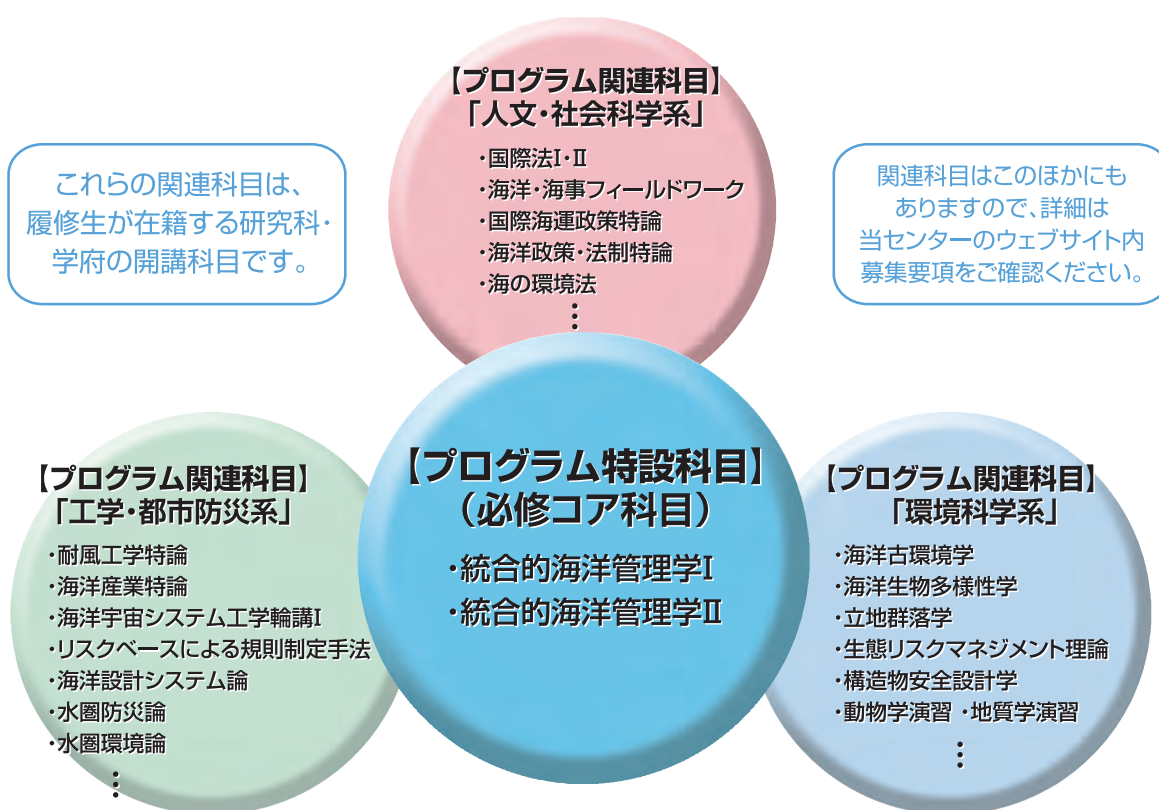 【プログラム関連科目】
「人文・社会科学系」
・国際法I・II
・海洋・海事フィールドワーク
・国際海運政策特論
・海洋政策・法制特論
・海の環境法
⋮
これらの関連科目は、
履修生が在籍する研究科・
学府の開講科目です。
関連科目はこのほかにも
ありますので、詳細は
当センターのウェブサイト内
募集要項をご確認ください。
【プログラム特設科目】
（必修コア科目）
・統合的海洋管理学I
・統合的海洋管理学II
【プログラム関連科目】
「工学・都市防災系」
・耐風工学特論
・海洋産業特論
・海洋宇宙システム工学輪講I
・リスクベースによる規則制定手法
・海洋設計システム論
・水圏防災論
・水圏環境論
⋮
【プログラム関連科目】
「環境科学系」
・海洋古環境学
・海洋生物多様性学
・立地群落学
・生態リスクマネジメント理論
・構造物安全設計学
・動物学演習 ・地質学演習
⋮